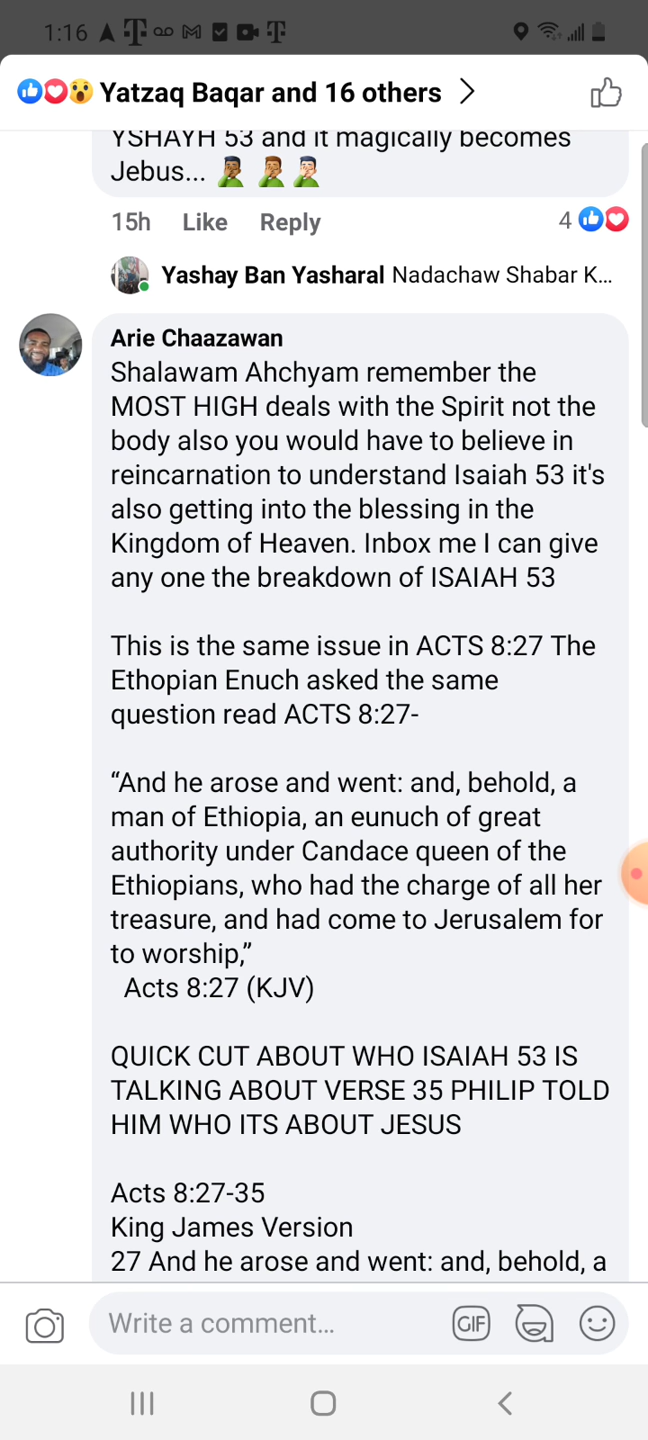 1:16
Yatzaq Baqar and 16 others
YSHAYH 53 and it magically becomes
Jebus...
15h Like Reply 4
Yashay Ban Yasharal Nadachaw Shabar K...
Arie Chaazawan
Shalawam Ahchyam remember the
MOST HIGH deals with the Spirit not the
body also you would have to believe in
reincarnation to understand Isaiah 53 it's
also getting into the blessing in the
Kingdom of Heaven. Inbox me I can give
any one the breakdown of ISAIAH 53
This is the same issue in ACTS 8:27 The
Ethopian Enuch asked the same
question read ACTS 8:27-
“And he arose and went: and, behold, a
man of Ethiopia, an eunuch of great
authority under Candace queen of the
Ethiopians, who had the charge of all her
treasure, and had come to Jerusalem for
to worship,”
Acts 8:27 (KJV)
QUICK CUT ABOUT WHO ISAIAH 53 IS
TALKING ABOUT VERSE 35 PHILIP TOLD
HIM WHO ITS ABOUT JESUS
Acts 8:27-35
King James Version
27 And he arose and went: and, behold, a
Write a comment...
GIF